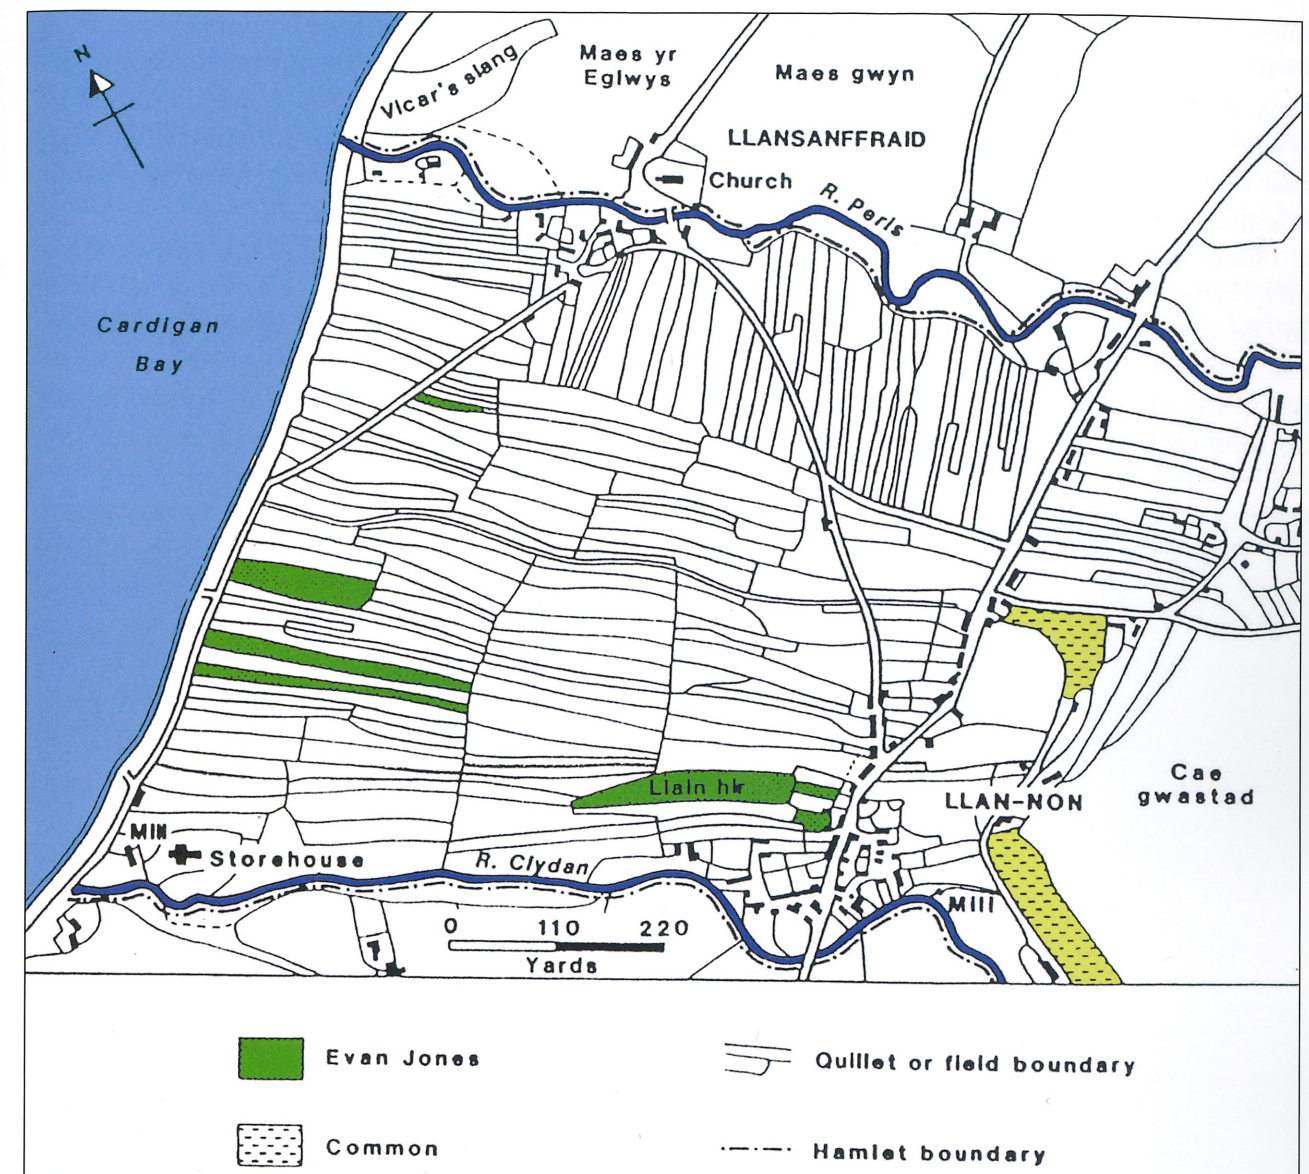 N
Vicar's slang
Maes yr
Eglwys
Maes gwyn
LLANSANFFRAID
Church
R. Peris
Cardigan
Bay
Llain hir
Cae
gwastad
LLAN-NON
Mill
Storehouse
R. Clydan
Mill
0 110 220
Yards
Evan Jones
Quillet or field boundary
Common
Hamlet boundary